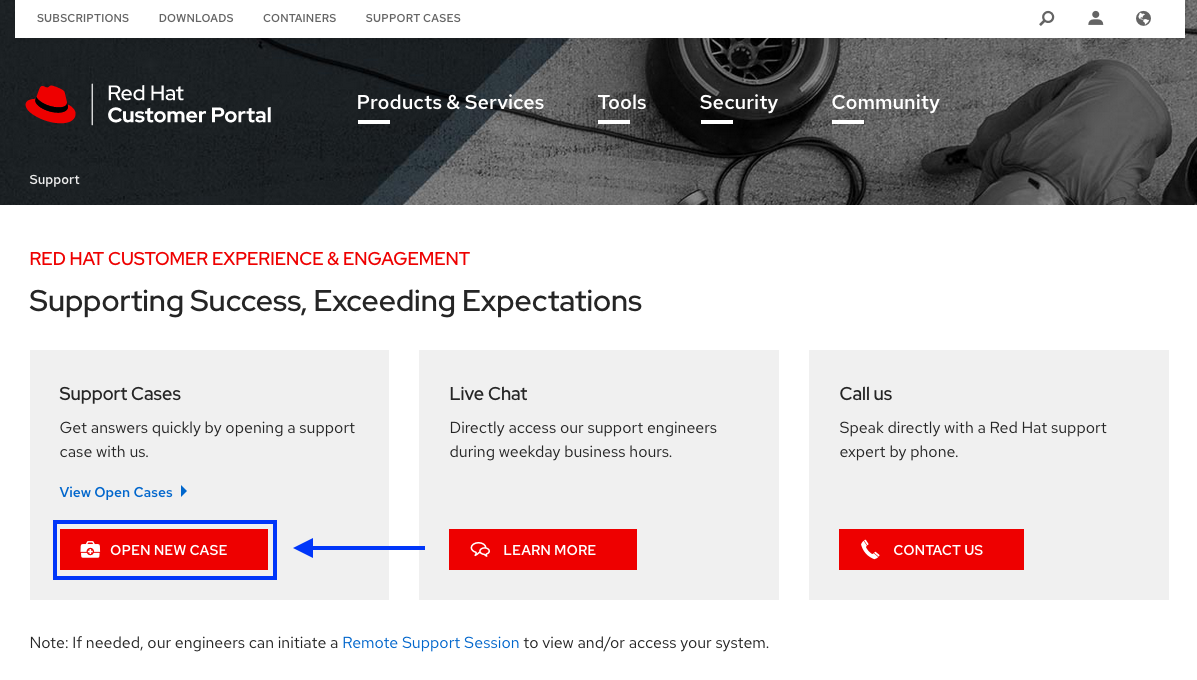 SUBSCRIPTIONS DOWNLOADS CONTAINERS SUPPORT CASES
Red Hat
Customer Portal
Products & Services Tools Security Community
Support
RED HAT CUSTOMER EXPERIENCE & ENGAGEMENT
Supporting Success, Exceeding Expectations
Support Cases
Get answers quickly by opening a support
case with us.
View Open Cases
OPEN NEW CASE
Live Chat
Directly access our support engineers
during weekday business hours.
LEARN MORE
Call us
Speak directly with a Red Hat support
expert by phone.
CONTACT US
Note: If needed, our engineers can initiate a Remote Support Session to view and/or access your system.